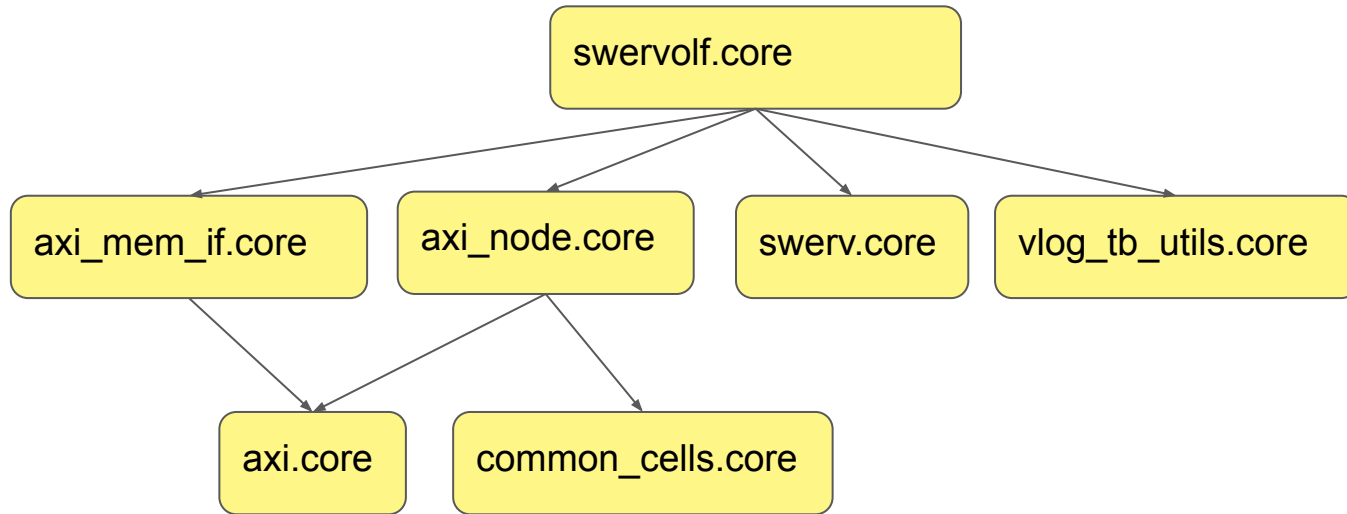 swervolf.core
axi_mem_if.core
axi_node.core
swerv.core
vlog_tb_utils.core
axi.core
common_cells.core